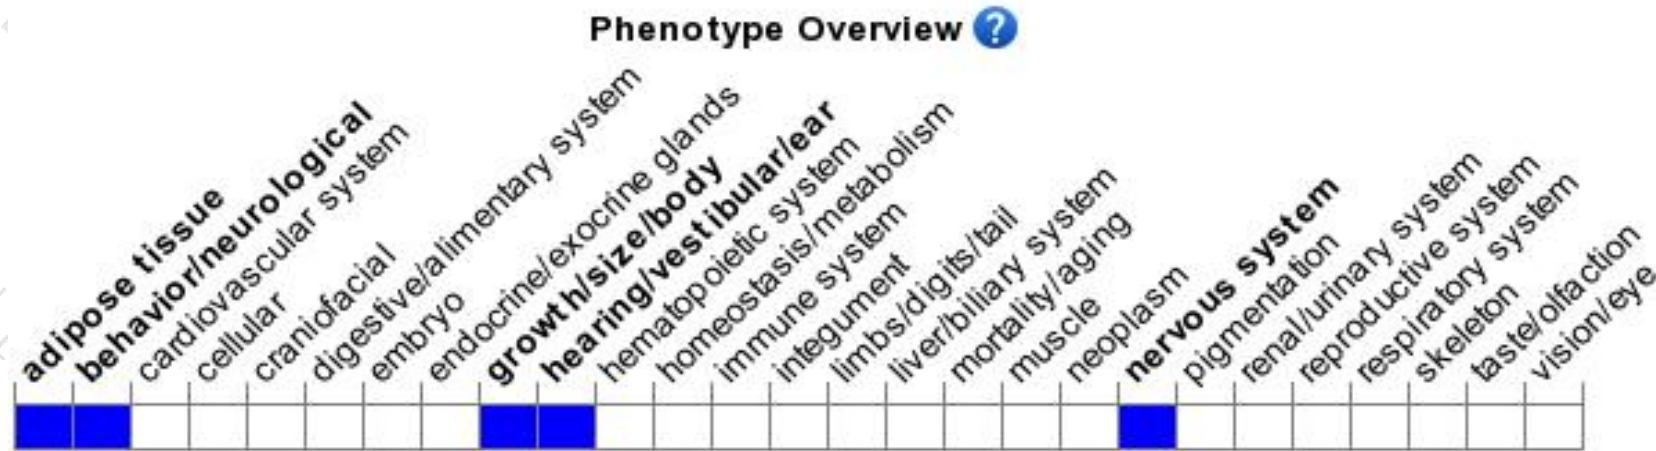 Phenotype Overview ?
adipose tissue
behavior/neurological
cardiovascular system
cellular
craniofacial
digestive/alimentary system
embryo
endocrine/exocrine glands
growth/size/body
hearing/vestibular/ear
hematopoietic system
homeostasis/metabolism
immune system
integument
limbs/digits/tail
liver/biliary system
mortality/aging
muscle
neoplasm
nervous system
pigmentation
renal/urinary system
reproductive system
respiratory system
skeleton
taste/olfaction
vision/eye